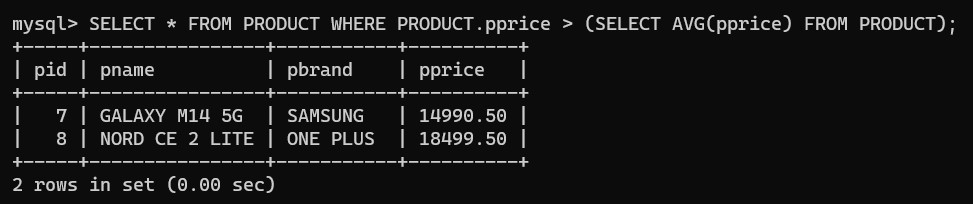 mysql> SELECT * FROM PRODUCT WHERE PRODUCT.pprice > (SELECT AVG(pprice) FROM PRODUCT);
+-----+----------------+-----------+----------+
| pid | pname          | pbrand    | pprice   |
+-----+----------------+-----------+----------+
|   7 | GALAXY M14 5G  | SAMSUNG   | 14990.50 |
|   8 | NORD CE 2 LITE | ONE PLUS  | 18499.50 |
+-----+----------------+-----------+----------+
2 rows in set (0.00 sec)